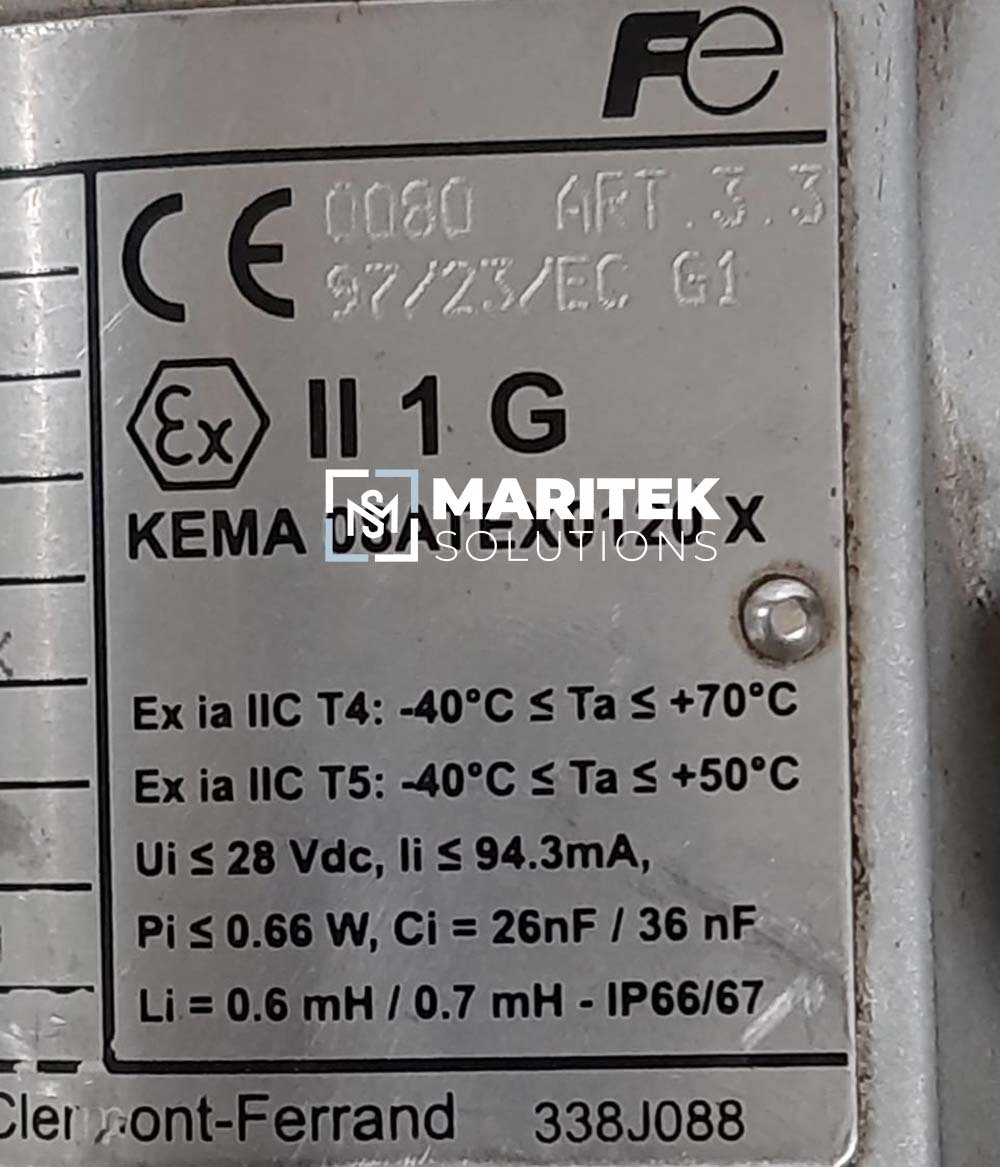 Fe
CE 0080 ART.3.3
97/23/EC G1
Ex II 1 G
KEMA X
MARITEK
SOLUTIONS
Ex ia IIC T4: -40°C ≤ Ta ≤ +70°C
Ex ia IIC T5: -40°C ≤ Ta ≤ +50°C
Ui ≤ 28 Vdc, Ii ≤ 94.3mA,
Pi ≤ 0.66 W, Ci = 26nF / 36 nF
Li = 0.6 mH / 0.7 mH - IP66/67
338J088